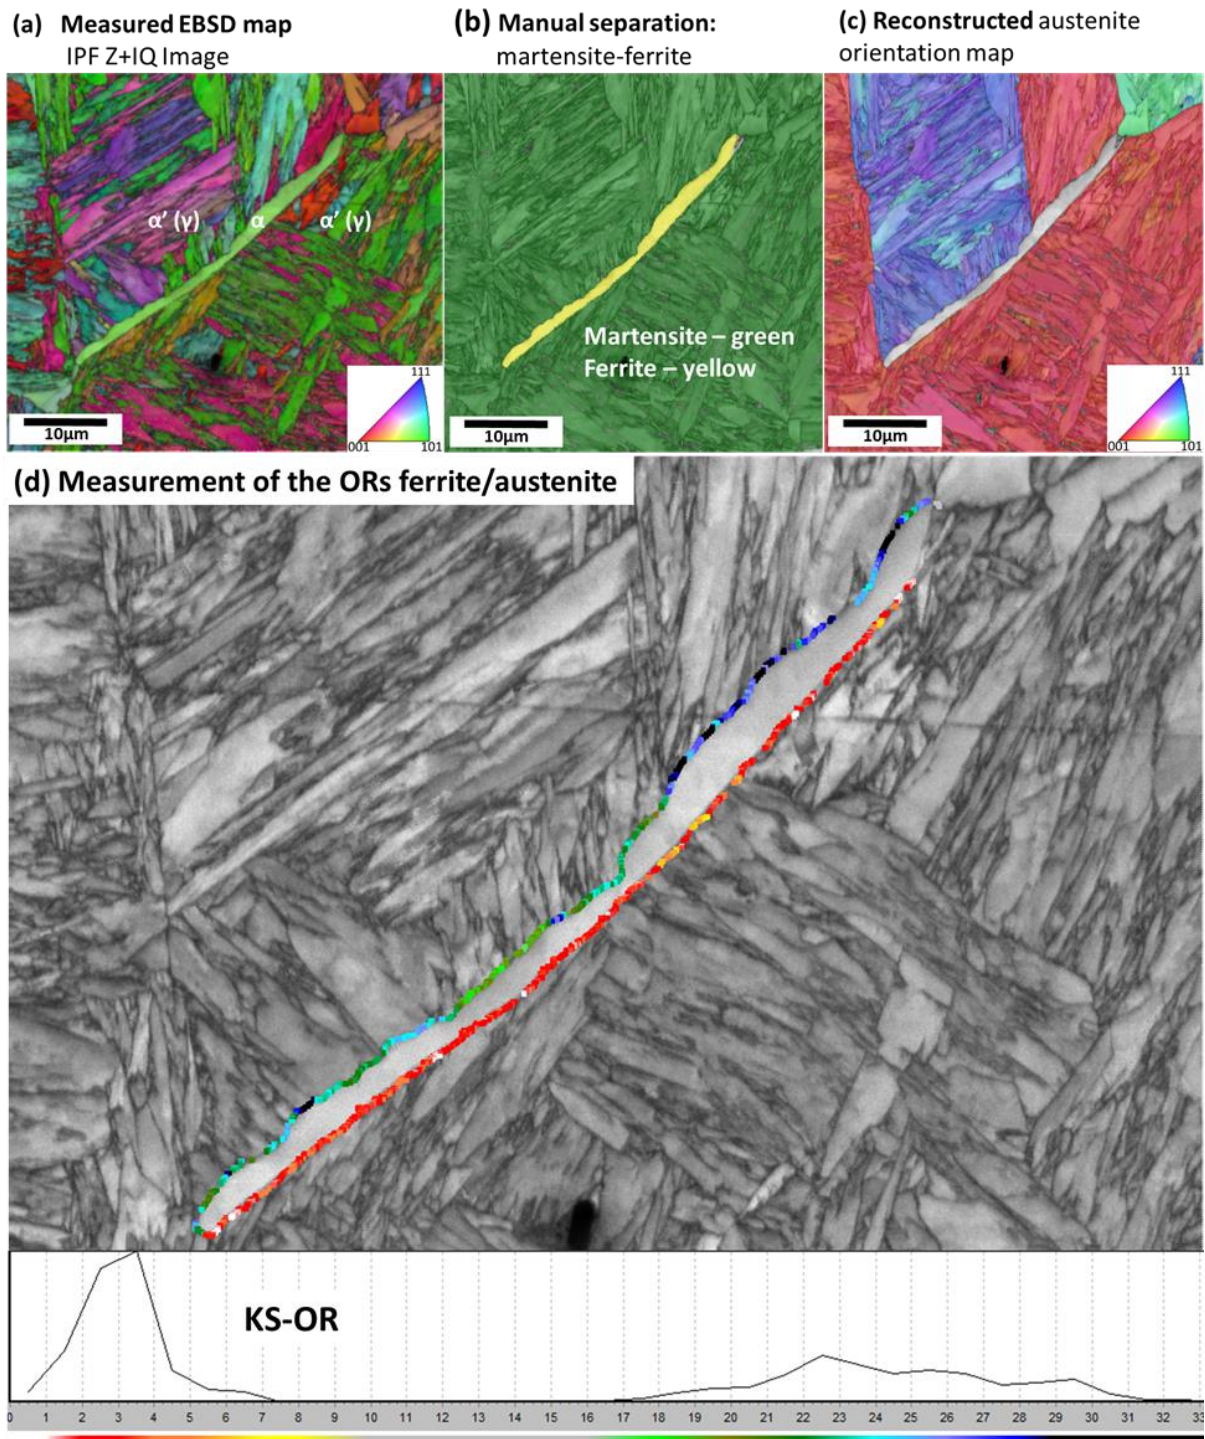 (a) Measured EBSD map
IPF Z+IQ Image
(b) Manual separation:
martensite-ferrite
(c) Reconstructed austenite
orientation map
α' (γ)
α
α' (γ)
10μm
111
001
101
Martensite – green
Ferrite – yellow
10μm
10μm
111
001
101
(d) Measurement of the ORs ferrite/austenite
KS-OR
0 1 2 3 4 5 6 7 8 9 10 11 12 13 14 15 16 17 18 19 20 21 22 23 24 25 26 27 28 29 30 31 32 33